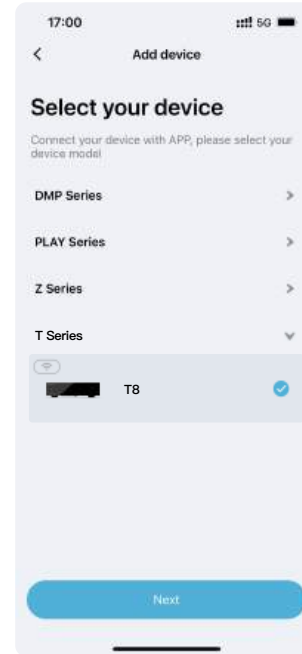 17:00 5G
Add device
Select your device
Connect your device with APP, please select your
device model
DMP Series
PLAY Series
Z Series
T Series
T8
Next